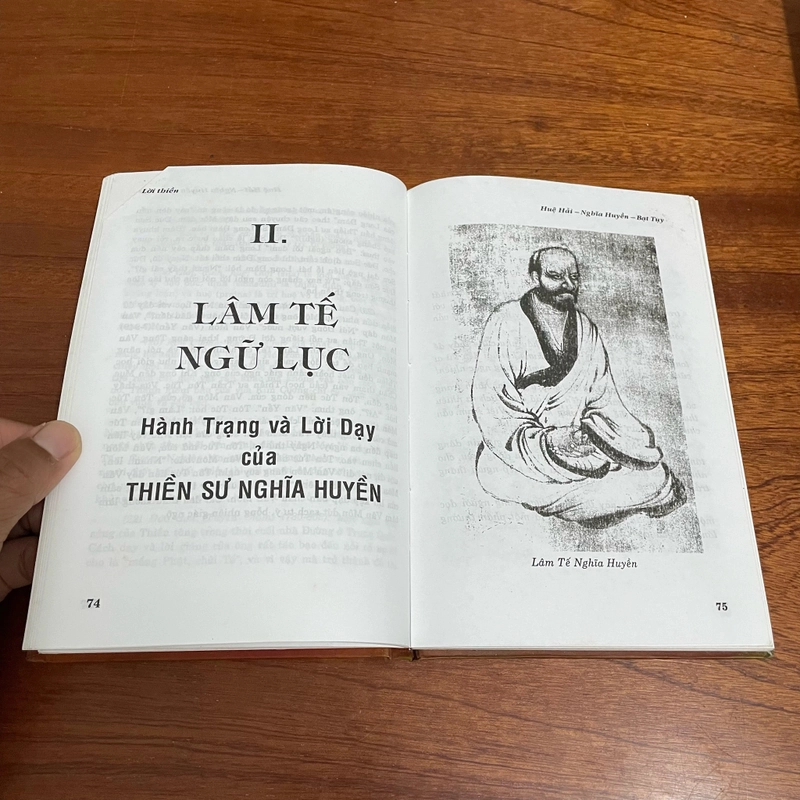 Lời thiền
II.
LÂM TẾ
NGỮ LỤC
Hành Trạng và Lời Dạy
của
THIỀN SƯ NGHĨA HUYỀN
74
Huệ Hải – Nghĩa Huyền – Bạt Tụy
Lâm Tế Nghĩa Huyền
75